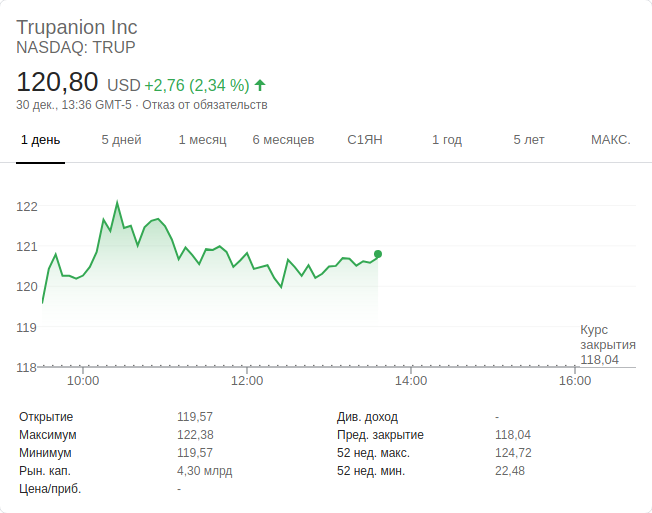 Trupanion Inc
NASDAQ: TRUP
120,80 USD +2,76 (2,34 %)
30 дек., 13:36 GMT-5 · Отказ от обязательств
1 день 5 дней 1 месяц 6 месяцев С1ЯН 1 год 5 лет МАКС.
122
121
120
119
118
Курс
закрытия
118,04
10:00 12:00 14:00 16:00
Открытие 119,57 Див. доход -
Максимум 122,38 Пред. закрытие 118,04
Минимум 119,57 52 нед. макс. 124,72
Рын. кап. 4,30 млрд 52 нед. мин. 22,48
Цена/приб. -